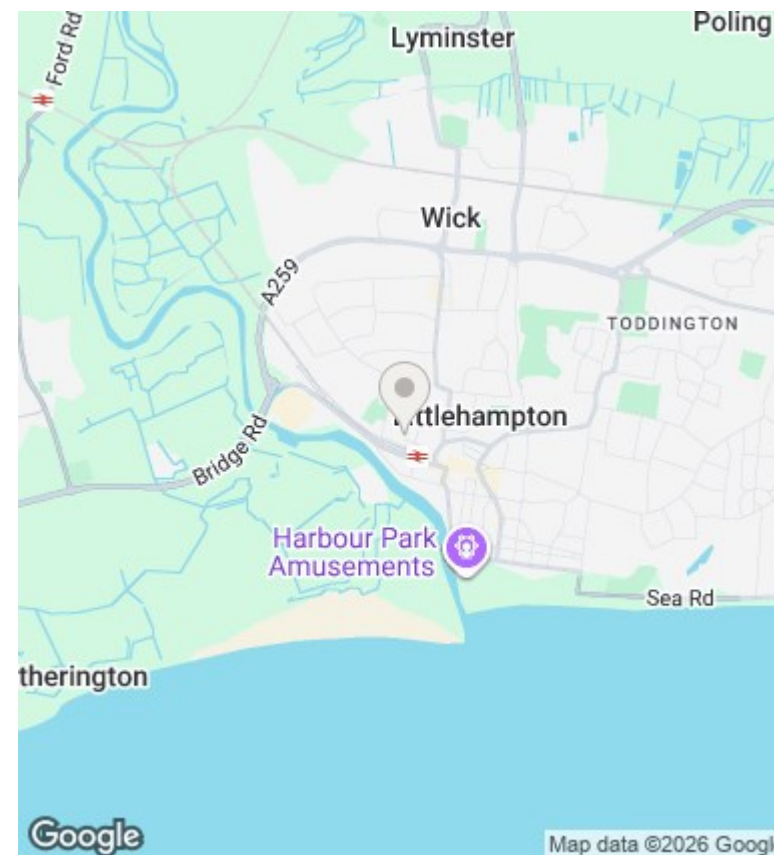 Poling
Lyminster
Ford Rd
Wick
A259
TODDINGTON
ittlehampton
Bridge Rd
Harbour Park
Amusements
Sea Rd
therington
Google
Map data ©2026 Googl